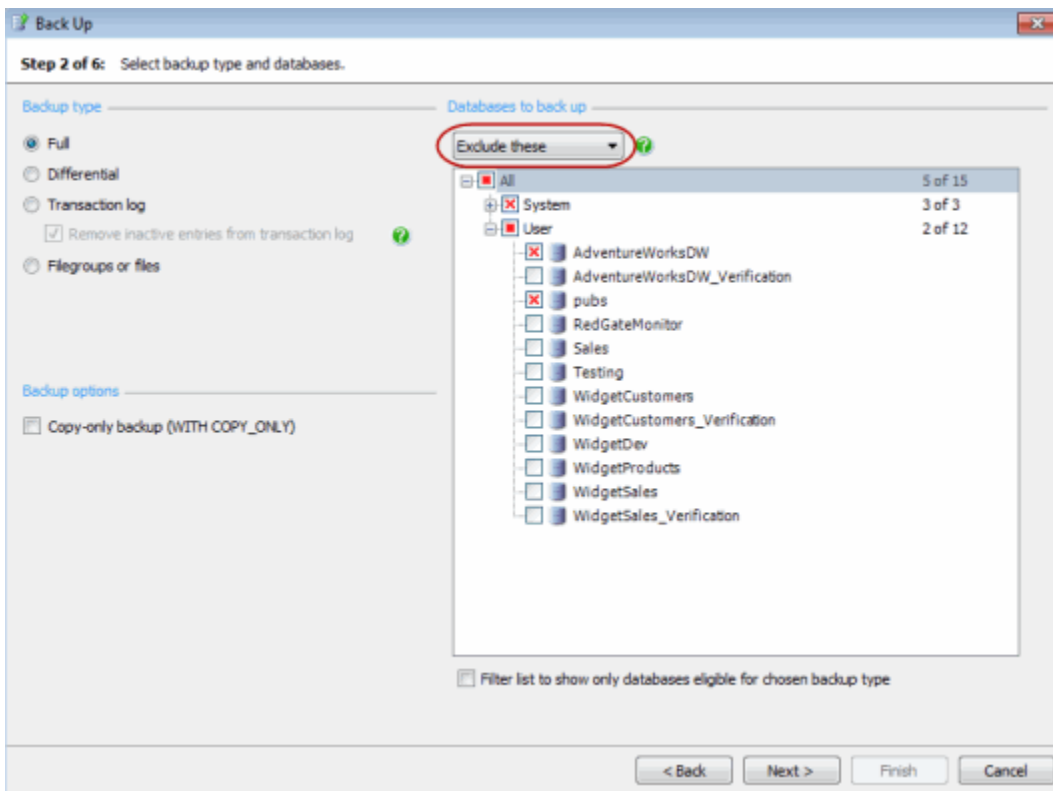 Back Up
Step 2 of 6: Select backup type and databases.
Backup type
Full
Differential
Transaction log
Remove inactive entries from transaction log
Filegroups or files
Backup options
Copy-only backup (WITH COPY_ONLY)
Databases to back up
Exclude these
All 5 of 15
System 3 of 3
User 2 of 12
AdventureWorksDW
AdventureWorksDW_Verification
pubs
RedGateMonitor
Sales
Testing
WidgetCustomers
WidgetCustomers_Verification
WidgetDev
WidgetProducts
WidgetSales
WidgetSales_Verification
Filter list to show only databases eligible for chosen backup type
< Back Next > Finish Cancel